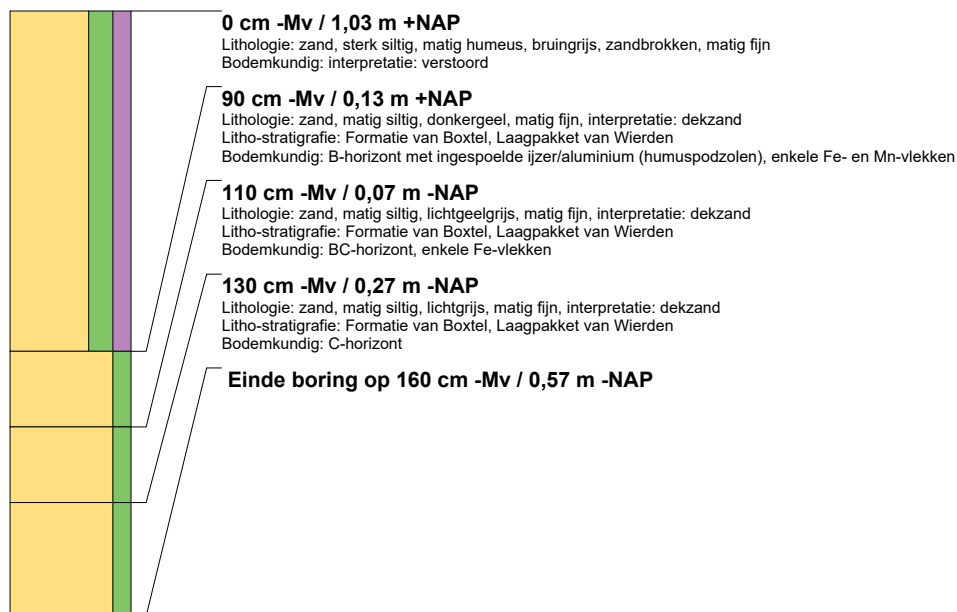 0 cm -Mv / 1,03 m +NAP
Lithologie: zand, sterk siltig, matig humeus, bruingrijs, zandbrokken, matig fijn
Bodemkundig: interpretatie: verstoord
90 cm -Mv / 0,13 m +NAP
Lithologie: zand, matig siltig, donkergeel, matig fijn, interpretatie: dekzand
Litho-stratigrafie: Formatie van Boxtel, Laagpakket van Wierden
Bodemkundig: B-horizont met ingespoelde ijzer/aluminium (humuspodzolen), enkele Fe- en Mn-vlekken
110 cm -Mv / 0,07 m -NAP
Lithologie: zand, matig siltig, lichtgeelgrijs, matig fijn, interpretatie: dekzand
Litho-stratigrafie: Formatie van Boxtel, Laagpakket van Wierden
Bodemkundig: BC-horizont, enkele Fe-vlekken
130 cm -Mv / 0,27 m -NAP
Lithologie: zand, matig siltig, lichtgrijs, matig fijn, interpretatie: dekzand
Litho-stratigrafie: Formatie van Boxtel, Laagpakket van Wierden
Bodemkundig: C-horizont
Einde boring op 160 cm -Mv / 0,57 m -NAP